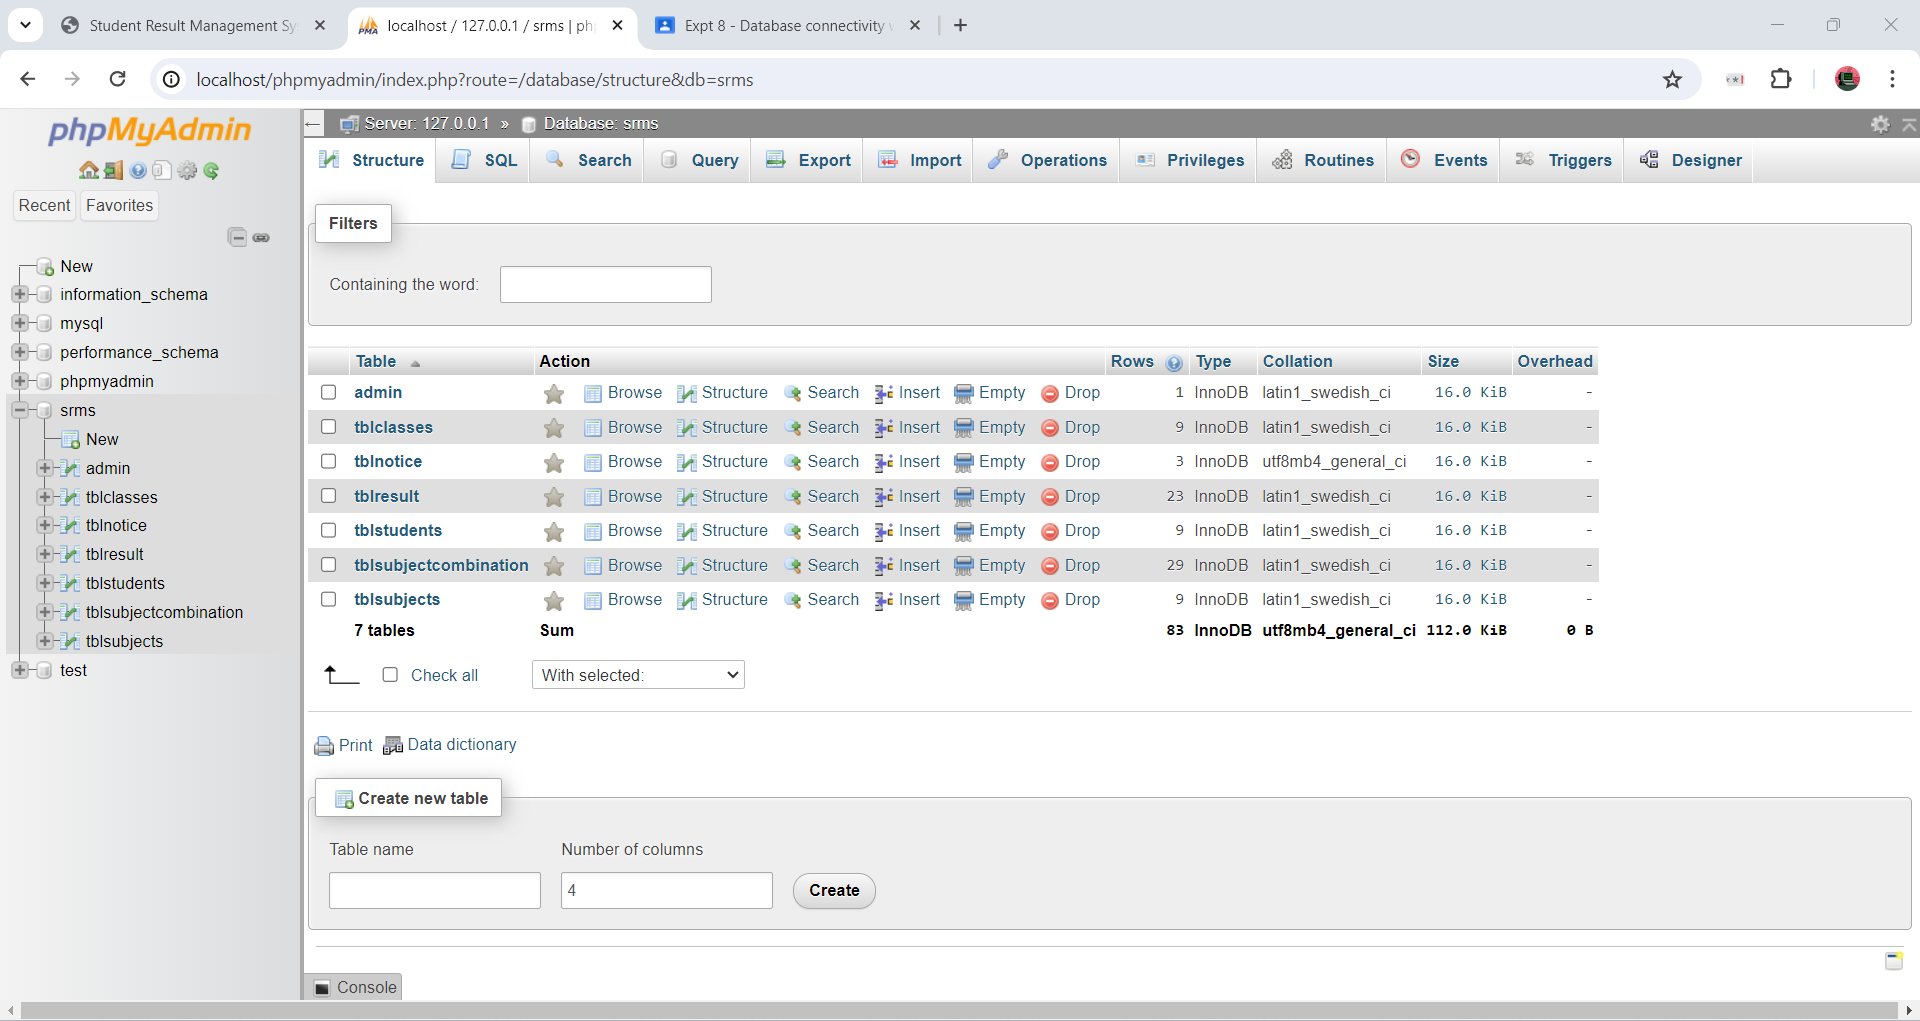 Student Result Management Sy
localhost / 127.0.0.1 / srms | ph
Expt 8 - Database connectivity
localhost/phpmyadmin/index.php?route=/database/structure&db=srms
phpMyAdmin
Recent Favorites
New
information_schema
mysql
performance_schema
phpmyadmin
srms
New
admin
tblclasses
tblnotice
tblresult
tblstudents
tblsubjectcombination
tblsubjects
test
Server: 127.0.0.1 » Database: srms
Structure SQL Search Query Export Import Operations Privileges Routines Events Triggers Designer
Filters
Containing the word:
Table Action Rows Type Collation Size Overhead
admin Browse Structure Search Insert Empty Drop 1 InnoDB latin1_swedish_ci 16.0 KiB -
tblclasses Browse Structure Search Insert Empty Drop 9 InnoDB latin1_swedish_ci 16.0 KiB -
tblnotice Browse Structure Search Insert Empty Drop 3 InnoDB utf8mb4_general_ci 16.0 KiB -
tblresult Browse Structure Search Insert Empty Drop 23 InnoDB latin1_swedish_ci 16.0 KiB -
tblstudents Browse Structure Search Insert Empty Drop 9 InnoDB latin1_swedish_ci 16.0 KiB -
tblsubjectcombination Browse Structure Search Insert Empty Drop 29 InnoDB latin1_swedish_ci 16.0 KiB -
tblsubjects Browse Structure Search Insert Empty Drop 9 InnoDB latin1_swedish_ci 16.0 KiB -
7 tables Sum 83 InnoDB utf8mb4_general_ci 112.0 KiB 0 B
Check all With selected:
Print Data dictionary
Create new table
Table name Number of columns
4 Create
Console